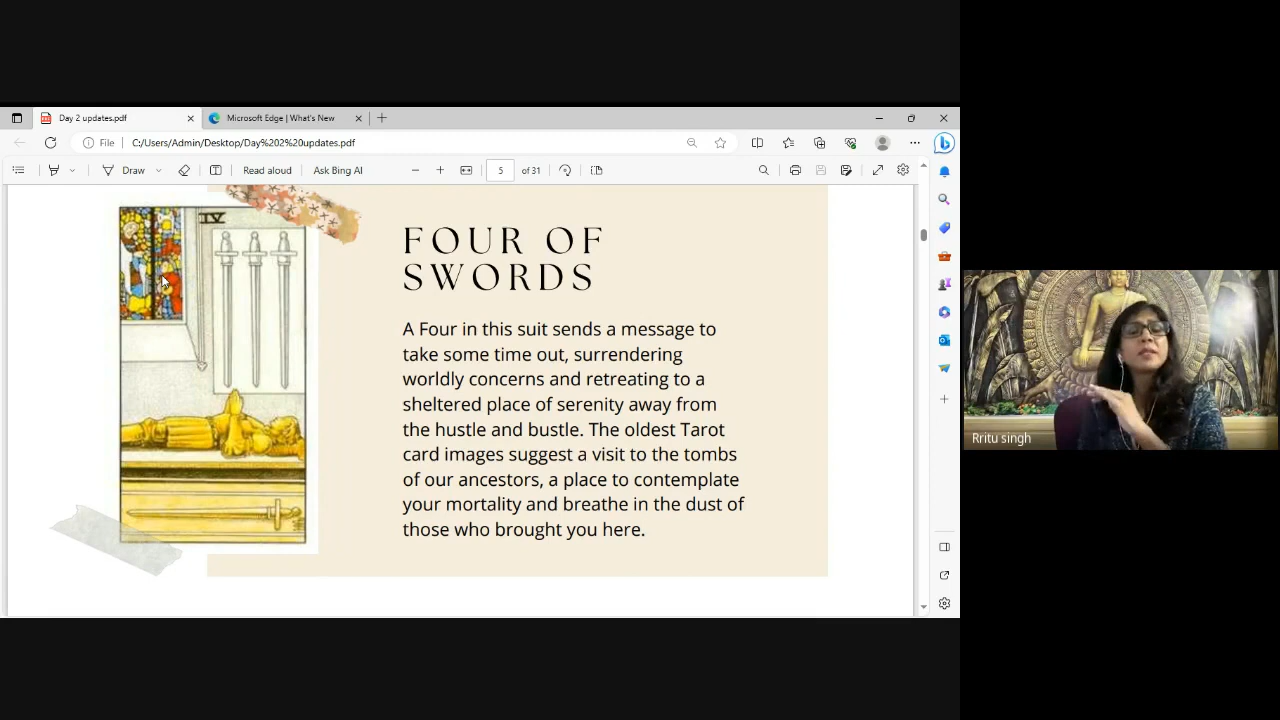 Day 2 updates.pdf
Microsoft Edge | What's New
File
C:/Users/Admin/Desktop/Day%202%20updates.pdf
Draw
Read aloud
Ask Bing AI
5
of 31
IV
FOUR OF
SWORDS
A Four in this suit sends a message to
take some time out, surrendering
worldly concerns and retreating to a
sheltered place of serenity away from
the hustle and bustle. The oldest Tarot
card images suggest a visit to the tombs
of our ancestors, a place to contemplate
your mortality and breathe in the dust of
those who brought you here.
Rritu singh